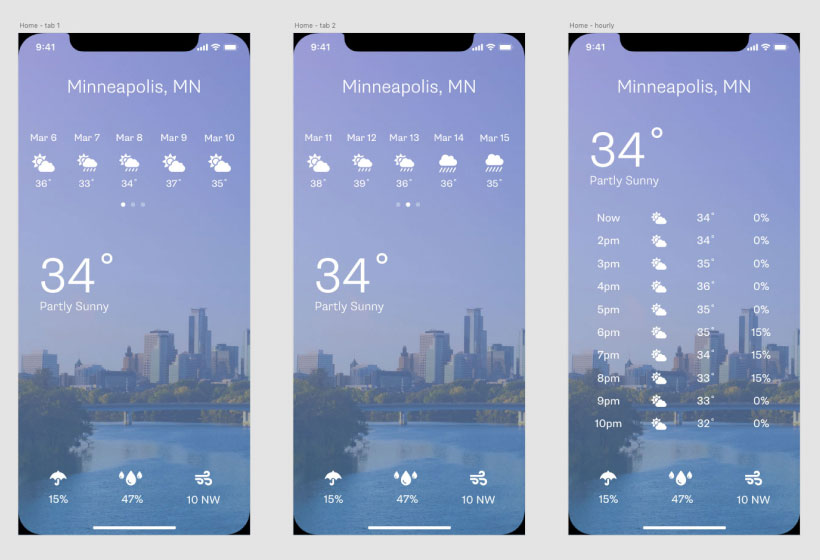 Home - tab 1
9:41
Minneapolis, MN
Mar 6 Mar 7 Mar 8 Mar 9 Mar 10
36° 33° 34° 37° 35°
34°
Partly Sunny
15% 47% 10 NW
Home - tab 2
9:41
Minneapolis, MN
Mar 11 Mar 12 Mar 13 Mar 14 Mar 15
38° 39° 36° 36° 35°
34°
Partly Sunny
15% 47% 10 NW
Home - hourly
9:41
Minneapolis, MN
34°
Partly Sunny
Now 34° 0%
2pm 34° 0%
3pm 35° 0%
4pm 36° 0%
5pm 35° 0%
6pm 35° 15%
7pm 34° 15%
8pm 33° 15%
9pm 33° 0%
10pm 32° 0%
15% 47% 10 NW